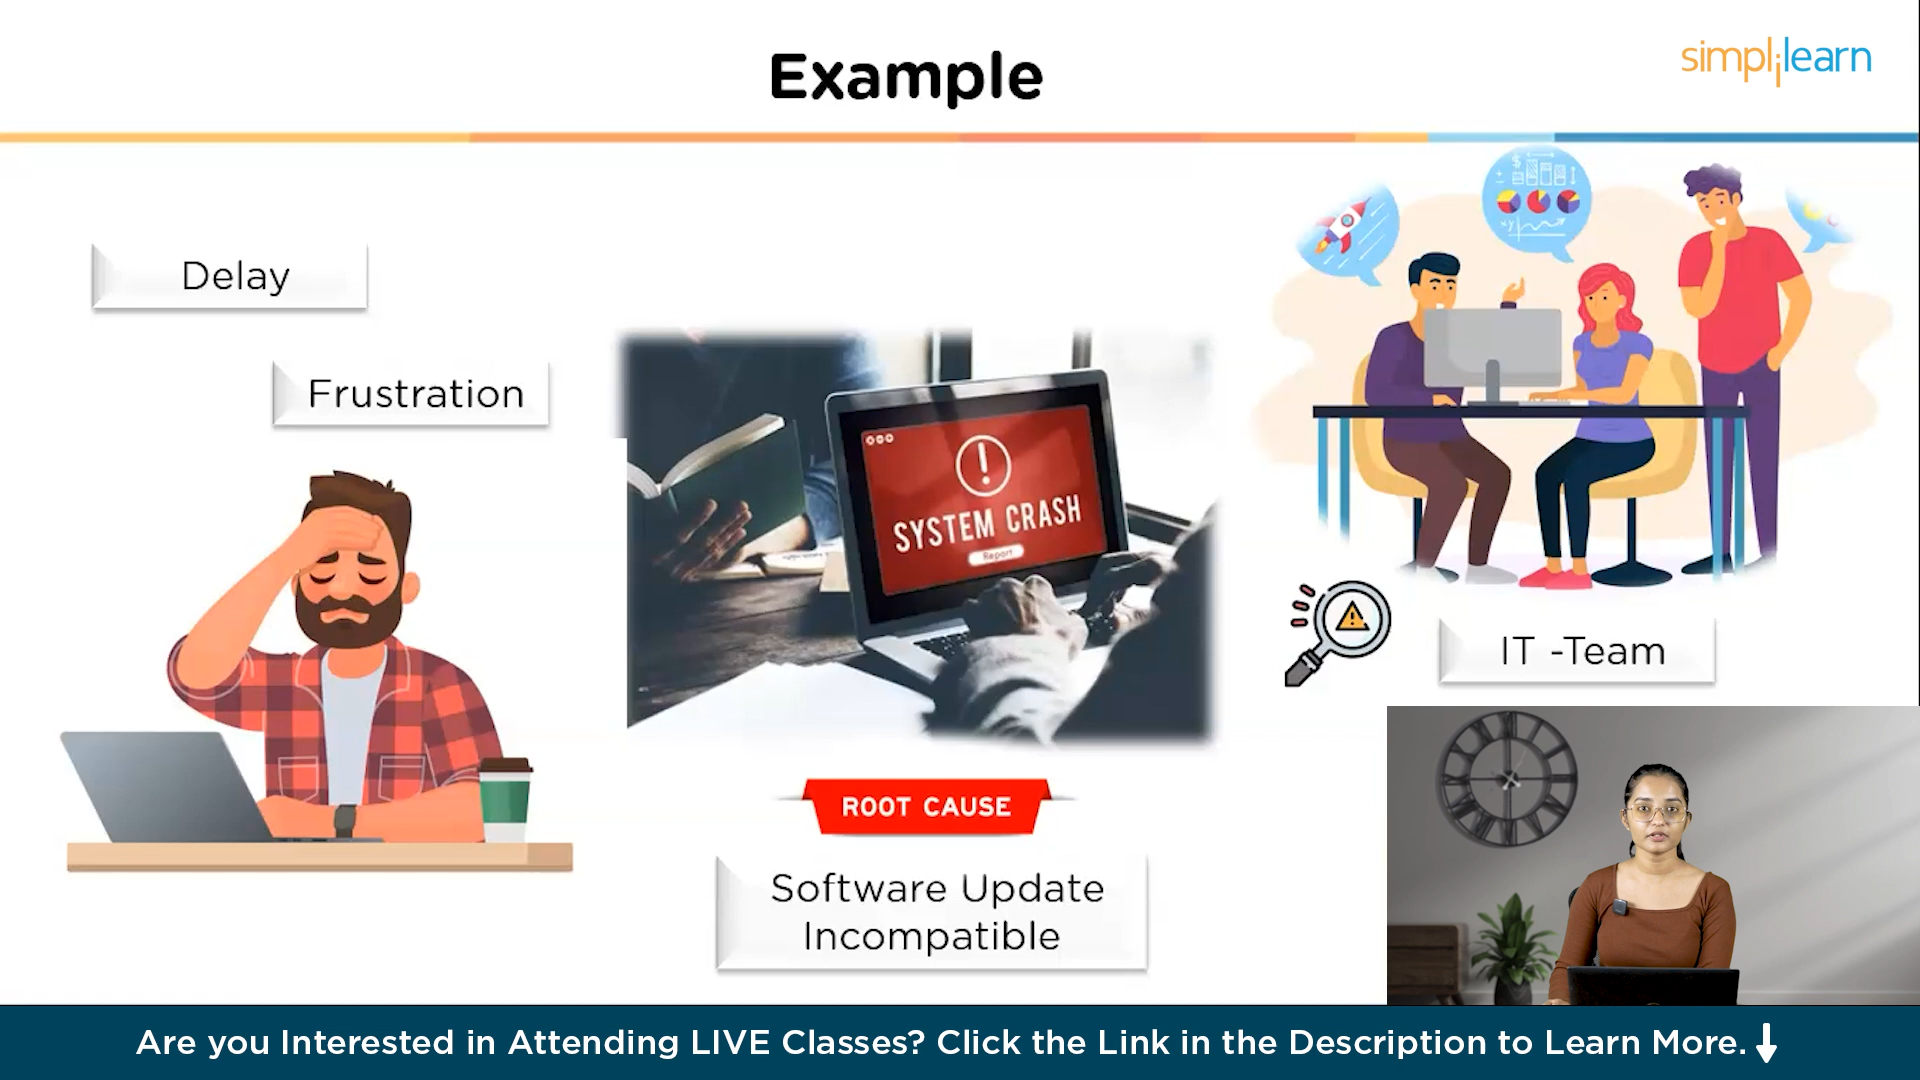 Example
simplilearn
Delay
Frustration
SYSTEM CRASH
Report
IT -Team
ROOT CAUSE
Software Update
Incompatible
Are you Interested in Attending LIVE Classes? Click the Link in the Description to Learn More.